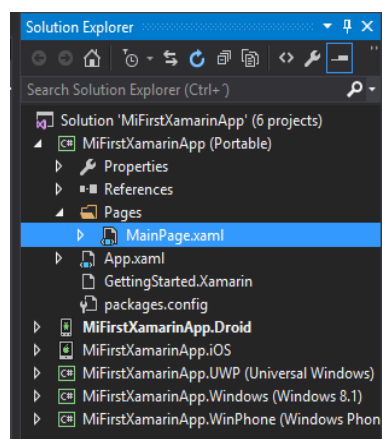 Solution Explorer
Search Solution Explorer (Ctrl+´)
Solution 'MiFirstXamarinApp' (6 projects)
MiFirstXamarinApp (Portable)
Properties
References
Pages
MainPage.xaml
App.xaml
GettingStarted.Xamarin
packages.config
MiFirstXamarinApp.Droid
MiFirstXamarinApp.iOS
MiFirstXamarinApp.UWP (Universal Windows)
MiFirstXamarinApp.Windows (Windows 8.1)
MiFirstXamarinApp.WinPhone (Windows Phon